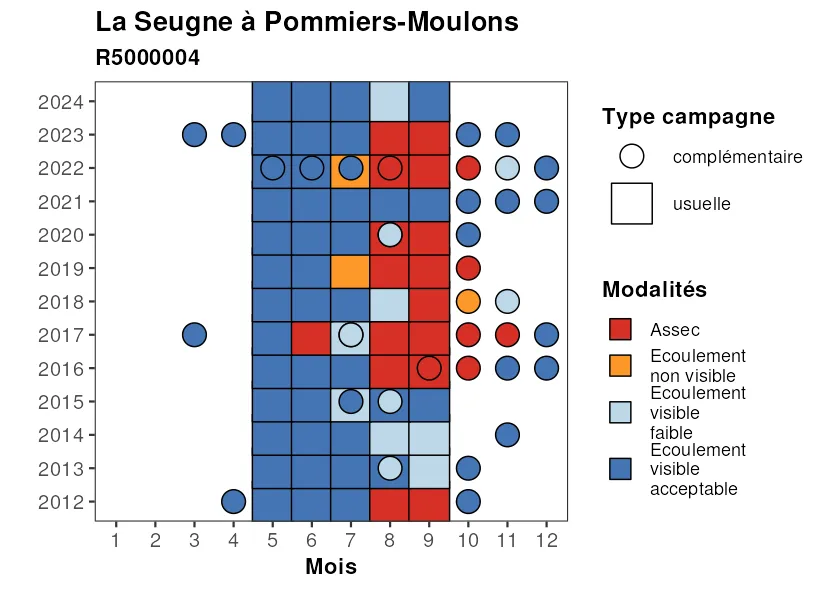 La Seugne à Pommiers-Moulons
R5000004
2024
2023
2022
2021
2020
2019
2018
2017
2016
2015
2014
2013
2012
1 2 3 4 5 6 7 8 9 10 11 12
Mois
Type campagne
complémentaire
usuelle
Modalités
Assec
Ecoulement
non visible
Ecoulement
visible
faible
Ecoulement
visible
acceptable